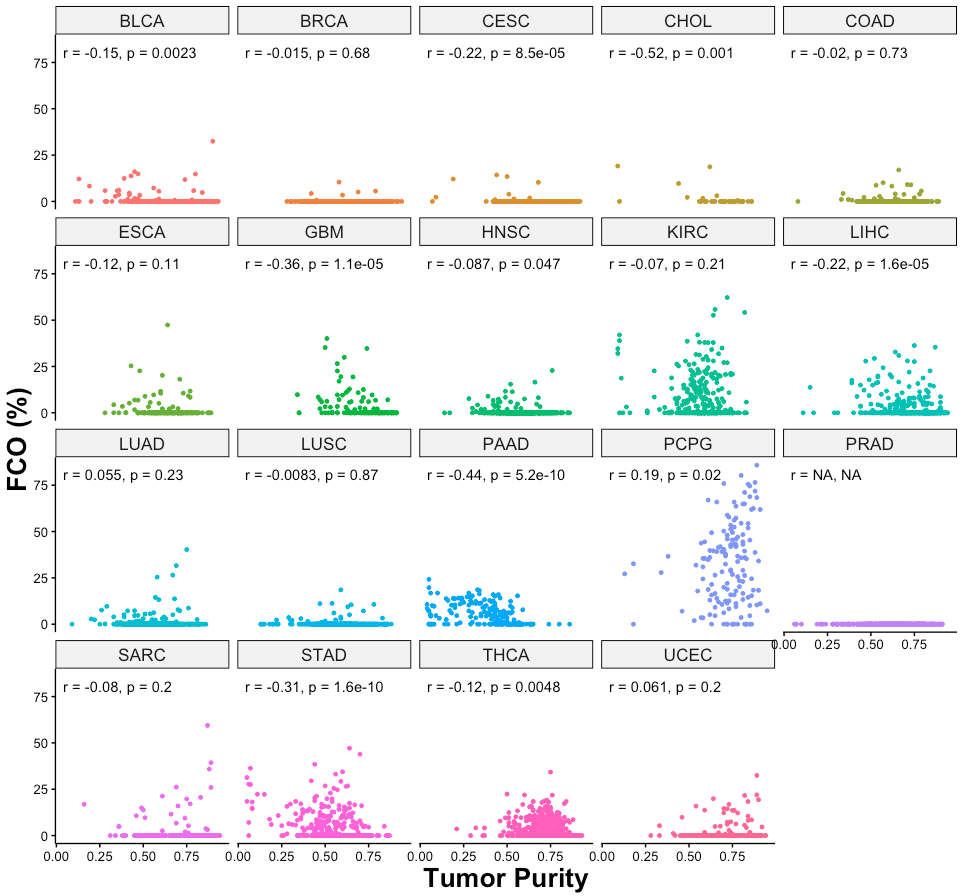 BLCA BRCA CESC CHOL COAD
r = -0.15, p = 0.0023 r = -0.015, p = 0.68 r = -0.22, p = 8.5e-05 r = -0.52, p = 0.001 r = -0.02, p = 0.73
75
50
25
0
ESCA GBM HNSC KIRC LIHC
r = -0.12, p = 0.11 r = -0.36, p = 1.1e-05 r = -0.087, p = 0.047 r = -0.07, p = 0.21 r = -0.22, p = 1.6e-05
75
50
25
0
FCO (%)
LUAD LUSC PAAD PCPG PRAD
r = 0.055, p = 0.23 r = -0.0083, p = 0.87 r = -0.44, p = 5.2e-10 r = 0.19, p = 0.02 r = NA, NA
75
50
25
0
0.00 0.25 0.50 0.75
SARC STAD THCA UCEC
r = -0.08, p = 0.2 r = -0.31, p = 1.6e-10 r = -0.12, p = 0.0048 r = 0.061, p = 0.2
75
50
25
0
0.00 0.25 0.50 0.75 0.00 0.25 0.50 0.75 0.00 0.25 0.50 0.75 0.00 0.25 0.50 0.75
Tumor Purity